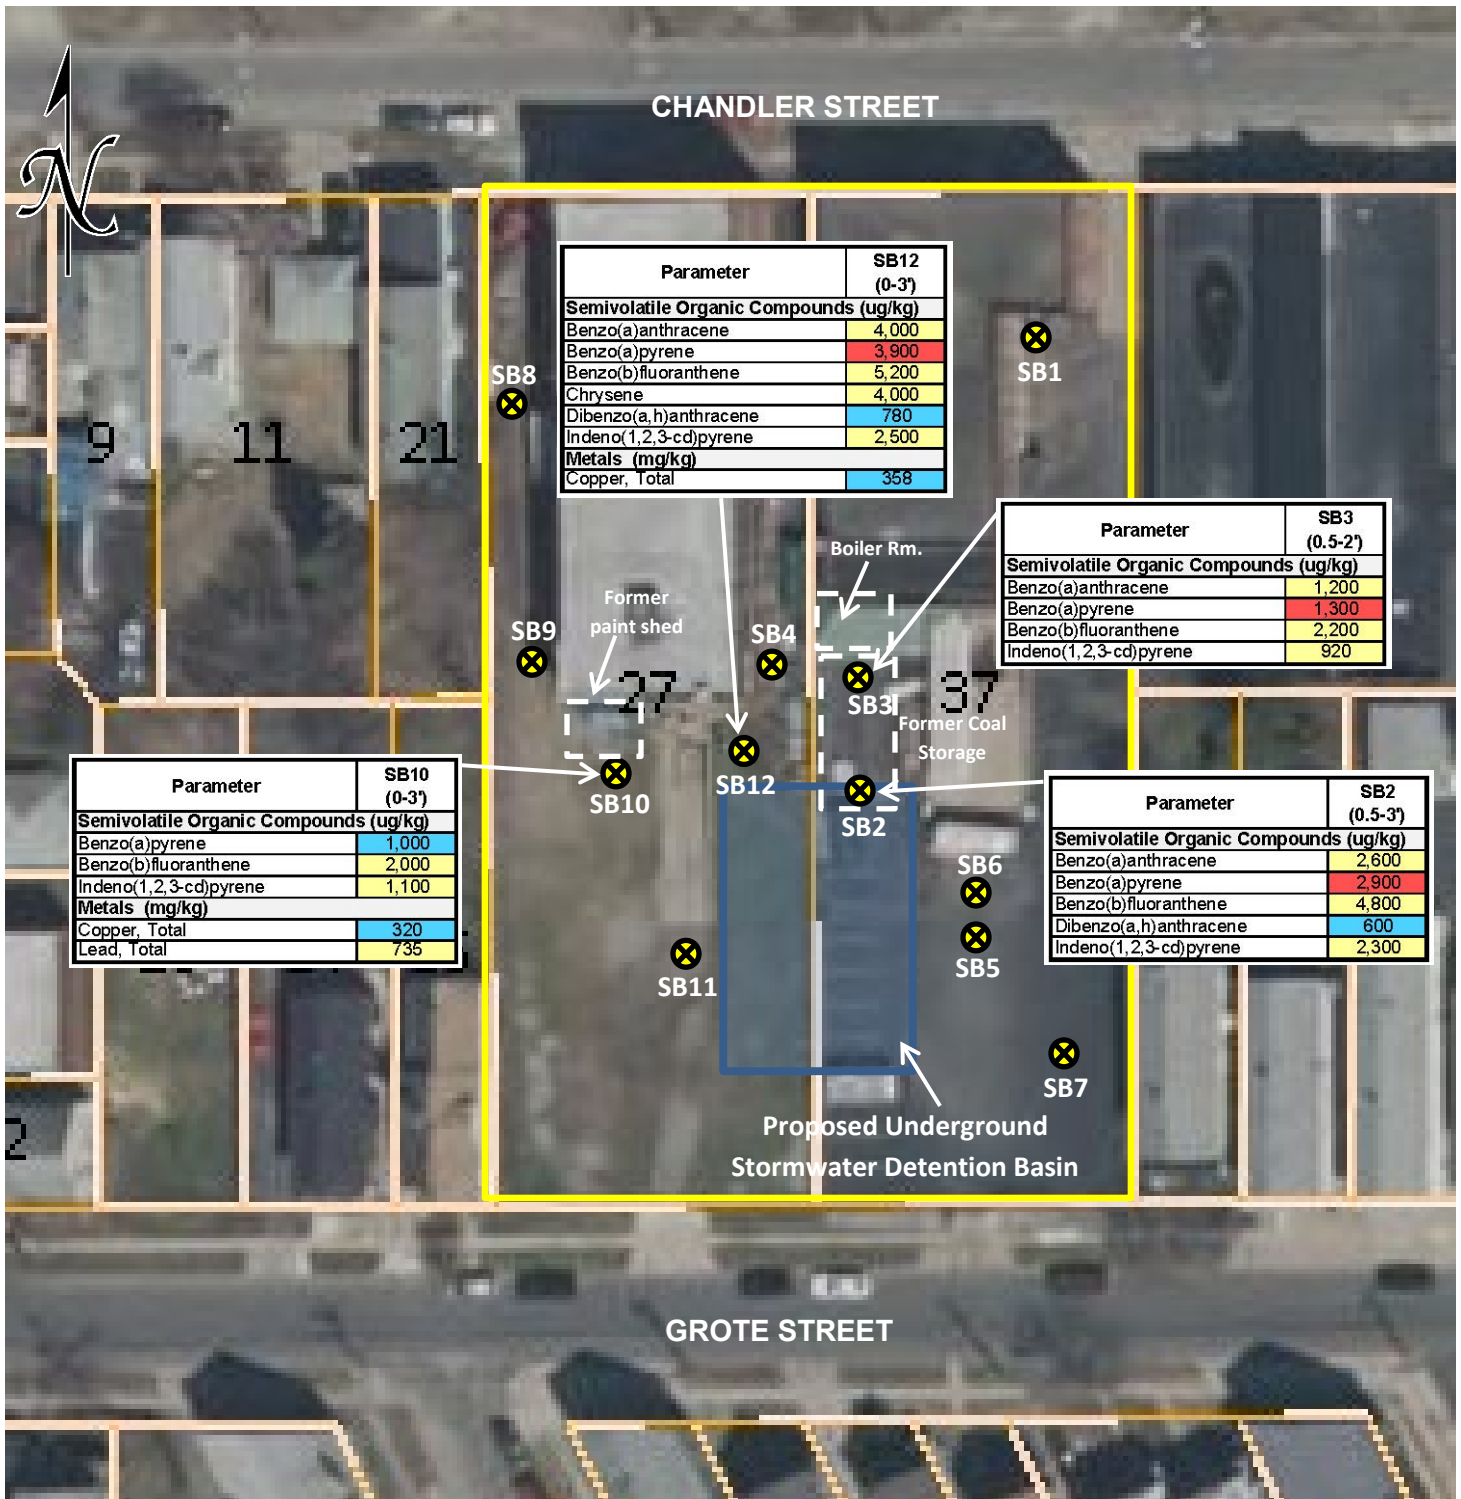 CHANDLER STREET
N
Parameter SB12 (0-3')
Semivolatile Organic Compounds (ug/kg)
Benzo(a)anthracene 4,000
Benzo(a)pyrene 3,900
Benzo(b)fluoranthene 5,200
Chrysene 4,000
Dibenzo(a,h)anthracene 780
Indeno(1,2,3-cd)pyrene 2,500
Metals (mg/kg)
Copper, Total 358
SB1
SB8
9 11 21
Parameter SB3 (0.5-2')
Semivolatile Organic Compounds (ug/kg)
Benzo(a)anthracene 1,200
Benzo(a)pyrene 1,300
Benzo(b)fluoranthene 2,200
Indeno(1,2,3-cd)pyrene 920
Boiler Rm.
Former
paint shed
SB9
SB4
27
SB3
37
Former Coal
Storage
SB10
SB12
SB2
Parameter SB10 (0-3')
Semivolatile Organic Compounds (ug/kg)
Benzo(a)pyrene 1,000
Benzo(b)fluoranthene 2,000
Indeno(1,2,3-cd)pyrene 1,100
Metals (mg/kg)
Copper, Total 320
Lead, Total 735
Parameter SB2 (0.5-3')
Semivolatile Organic Compounds (ug/kg)
Benzo(a)anthracene 2,600
Benzo(a)pyrene 2,900
Benzo(b)fluoranthene 4,800
Dibenzo(a,h)anthracene 600
Indeno(1,2,3-cd)pyrene 2,300
SB6
SB5
SB11
SB7
2
Proposed Underground
Stormwater Detention Basin
GROTE STREET